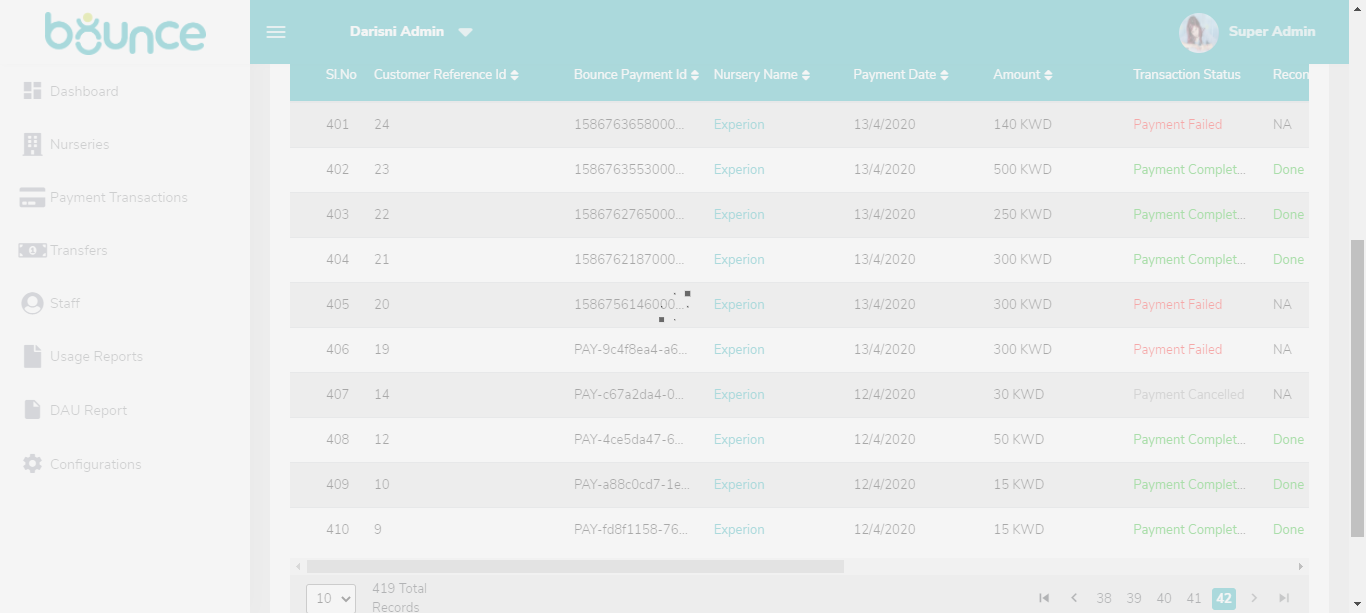 bounce
Darisni Admin
Super Admin
Dashboard
Nurseries
Payment Transactions
Transfers
Staff
Usage Reports
DAU Report
Configurations
Sl.No Customer Reference Id Bounce Payment Id Nursery Name Payment Date Amount Transaction Status Recon
401 24 1586763658000... Experion 13/4/2020 140 KWD Payment Failed NA
402 23 1586763553000... Experion 13/4/2020 500 KWD Payment Complet... Done
403 22 1586762765000... Experion 13/4/2020 250 KWD Payment Complet... Done
404 21 1586762187000... Experion 13/4/2020 300 KWD Payment Complet... Done
405 20 1586756146000... Experion 13/4/2020 300 KWD Payment Failed NA
406 19 PAY-9c4f8ea4-a6... Experion 13/4/2020 300 KWD Payment Failed NA
407 14 PAY-c67a2da4-0... Experion 12/4/2020 30 KWD Payment Cancelled NA
408 12 PAY-4ce5da47-6... Experion 12/4/2020 50 KWD Payment Complet... Done
409 10 PAY-a88c0cd7-1e... Experion 12/4/2020 15 KWD Payment Complet... Done
410 9 PAY-fd8f1158-76... Experion 12/4/2020 15 KWD Payment Complet... Done
10
419 Total
Records
38 39 40 41 42